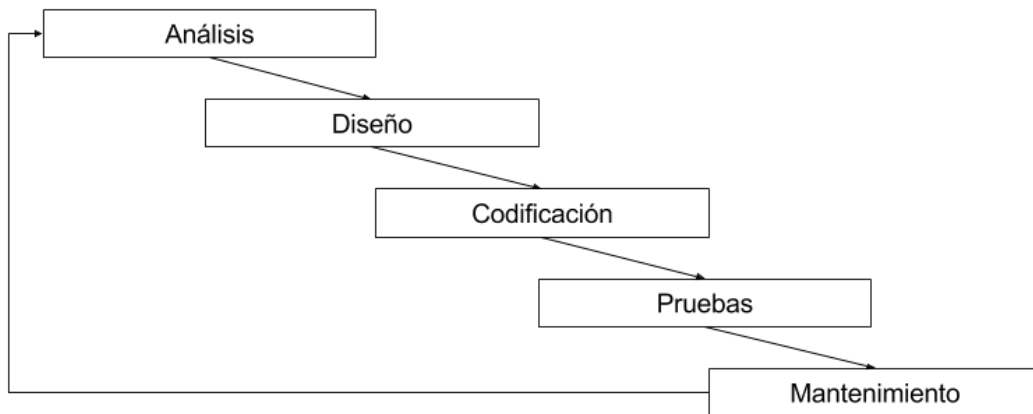 Análisis
Diseño
Codificación
Pruebas
Mantenimiento